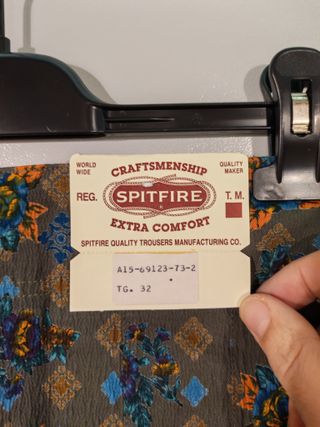 WORLD WIDE
CRAFTSMENSHIP
QUALITY MAKER
REG.
SPITFIRE
T. M.
EXTRA COMFORT
SPITFIRE QUALITY TROUSERS MANUFACTURING CO.
A15-69123-73-2
TG. 32